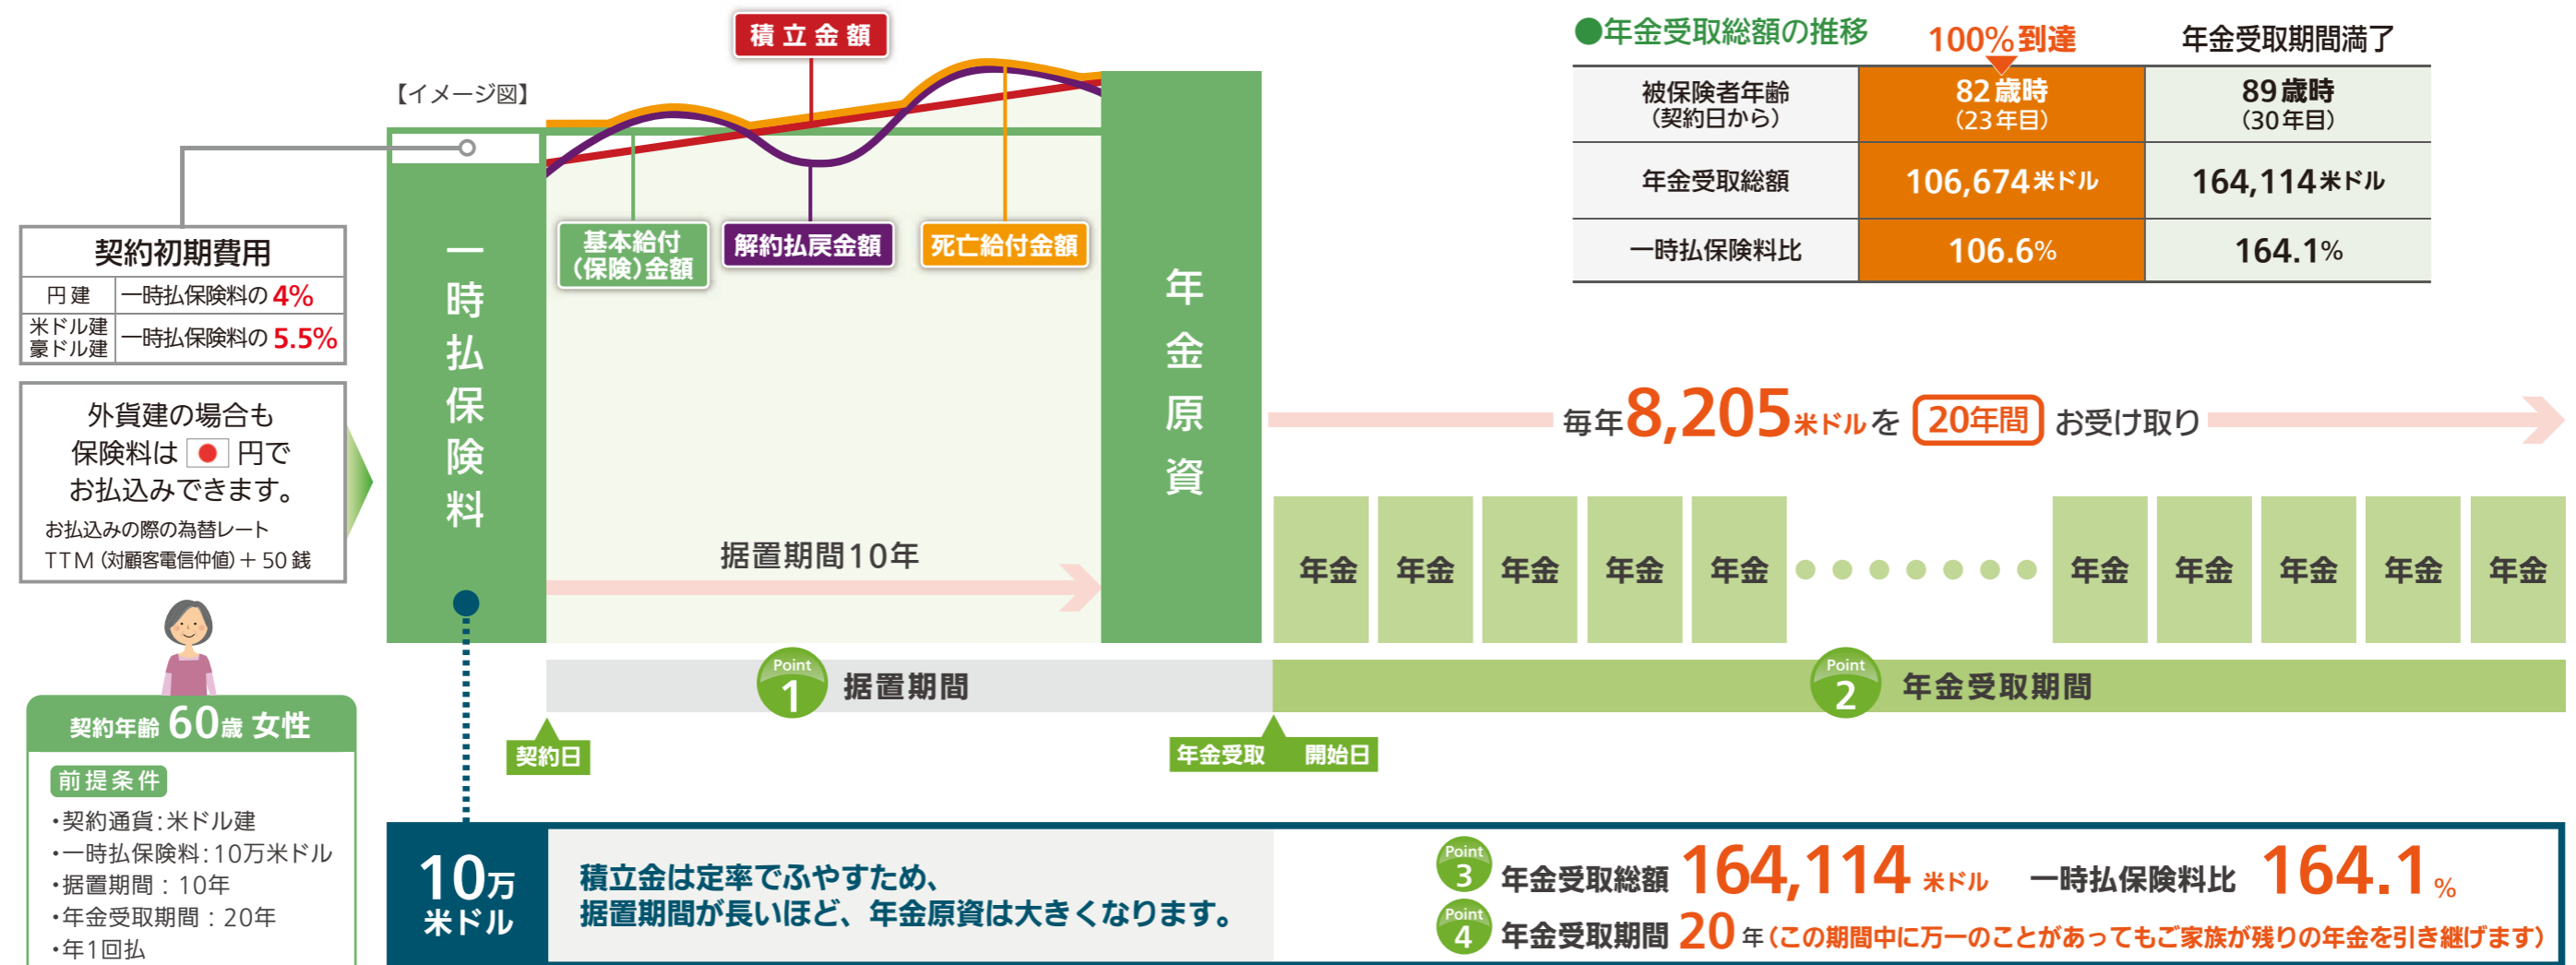 積立金額
【イメージ図】
契約初期費用
円建 一時払保険料の4%
米ドル建
豪ドル建
一時払保険料の5.5%
外貨建の場合も
保険料は 円で
お払込みできます。
お払込みの際の為替レート
TTM(対顧客電信仲値)+50銭
契約年齢60歳 女性
前提条件
・契約通貨:米ドル建
・一時払保険料:10万米ドル
・据置期間:10年
・年金受取期間:20年
・年1回払
一時払保険料
基本給付
(保険)金額
解約払戻金額
死亡給付金額
据置期間10年
年金原資
●年金受取総額の推移
100%到達 年金受取期間満了
被保険者年齢
(契約日から)
82歳時
(23年目)
89歳時
(30年目)
年金受取総額 106,674米ドル 164,114米ドル
一時払保険料比 106.6% 164.1%
毎年8,205米ドルを 20年間 お受け取り
年金 年金 年金 年金 年金 年金 年金 年金 年金 年金
Point 1 据置期間
Point 2 年金受取期間
契約日
年金受取 開始日
10万
米ドル
積立金は定率でふやすため、
据置期間が長いほど、年金原資は大きくなります。
Point 3 年金受取総額 164,114 米ドル 一時払保険料比 164.1%
Point 4 年金受取期間 20年(この期間中に万一のことがあってもご家族が残りの年金を引き継げます)